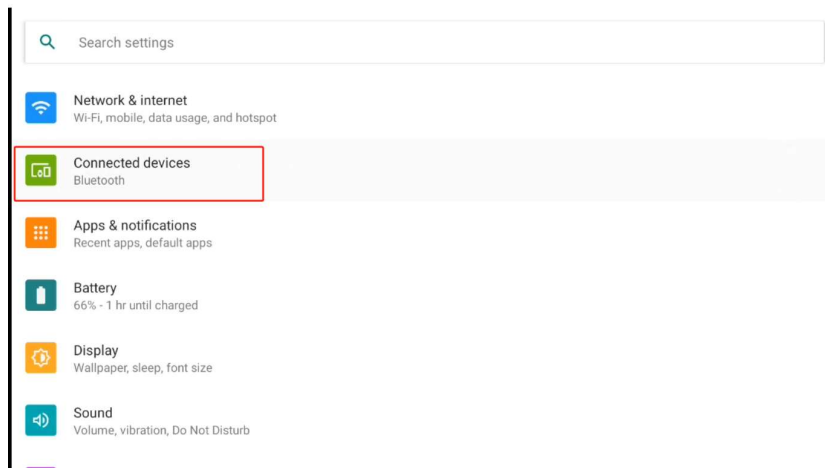 Search settings
Network & internet
Wi-Fi, mobile, data usage, and hotspot
Connected devices
Bluetooth
Apps & notifications
Recent apps, default apps
Battery
66% - 1 hr until charged
Display
Wallpaper, sleep, font size
Sound
Volume, vibration, Do Not Disturb